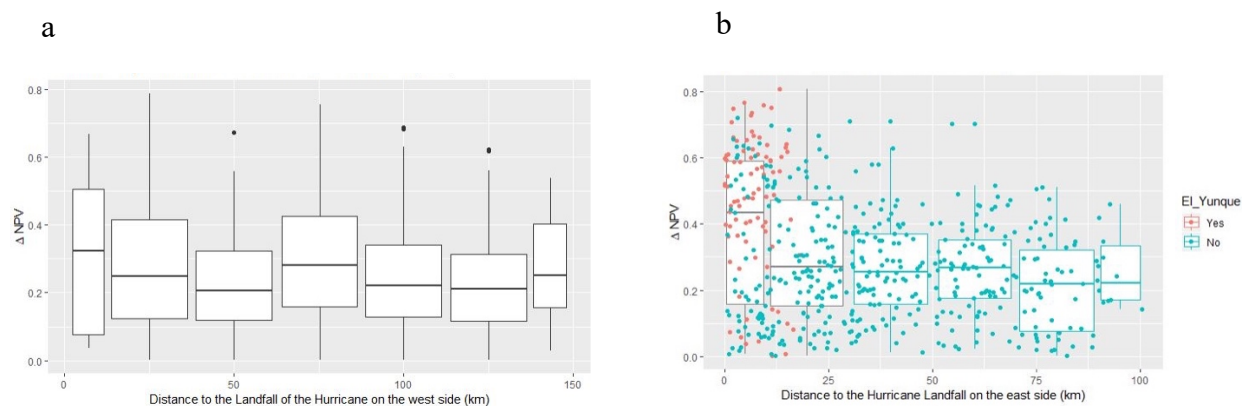 a
b
0.8
0.6
0.4
0.2
0.0
Δ NPV
0 50 100 150
Distance to the Landfall of the Hurricane on the west side (km)
0.8
0.6
0.4
0.2
0.0
Δ NPV
0 25 50 75 100
Distance to the Hurricane Landfall on the east side (km)
El_Yunque
Yes
No